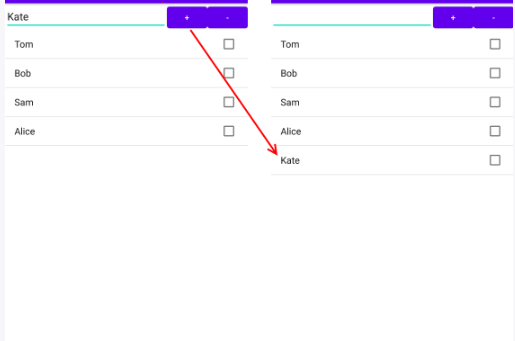 Kate + -
Tom
Bob
Sam
Alice
+ -
Tom
Bob
Sam
Alice
Kate